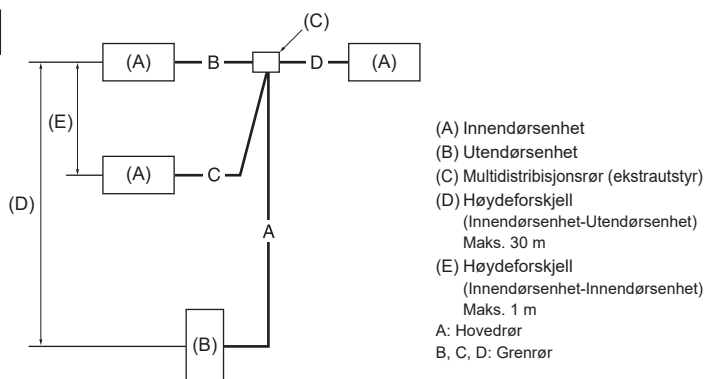 (C)
(A)
B
D
(A)
(E)
(A)
C
(D)
A
(B)
(A) Innendørsenhet
(B) Utendørsenhet
(C) Multidistribisjonsrør (ekstrautstyr)
(D) Høydeforskjell
(Innendørsenhet-Utendørsenhet)
Maks. 30 m
(E) Høydeforskjell
(Innendørsenhet-Innendørsenhet)
Maks. 1 m
A: Hovedrør
B, C, D: Grenrør